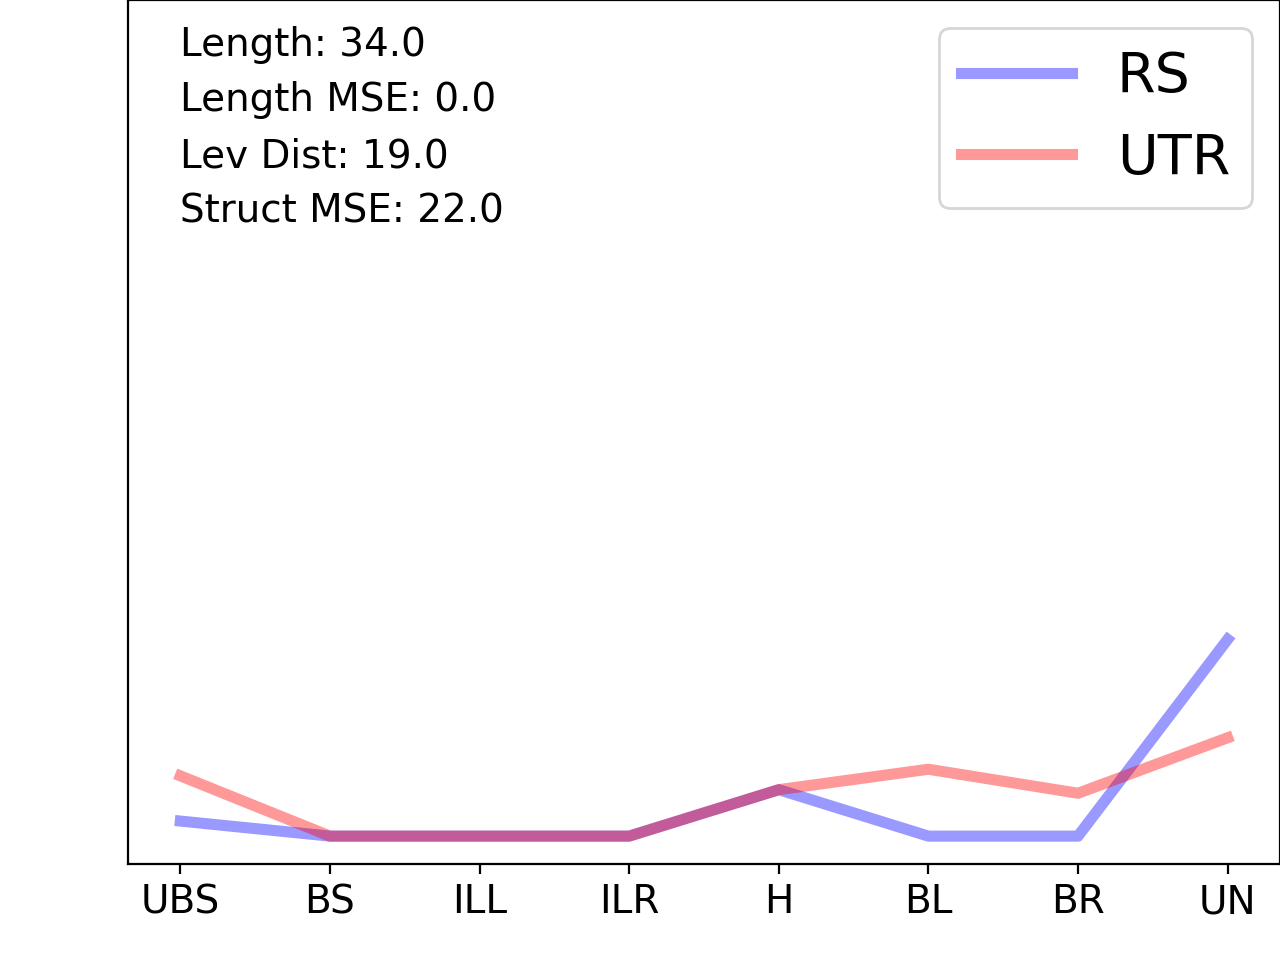 Length: 34.0
Length MSE: 0.0
Lev Dist: 19.0
Struct MSE: 22.0
RS
UTR
UBS BS ILL ILR H BL BR UN